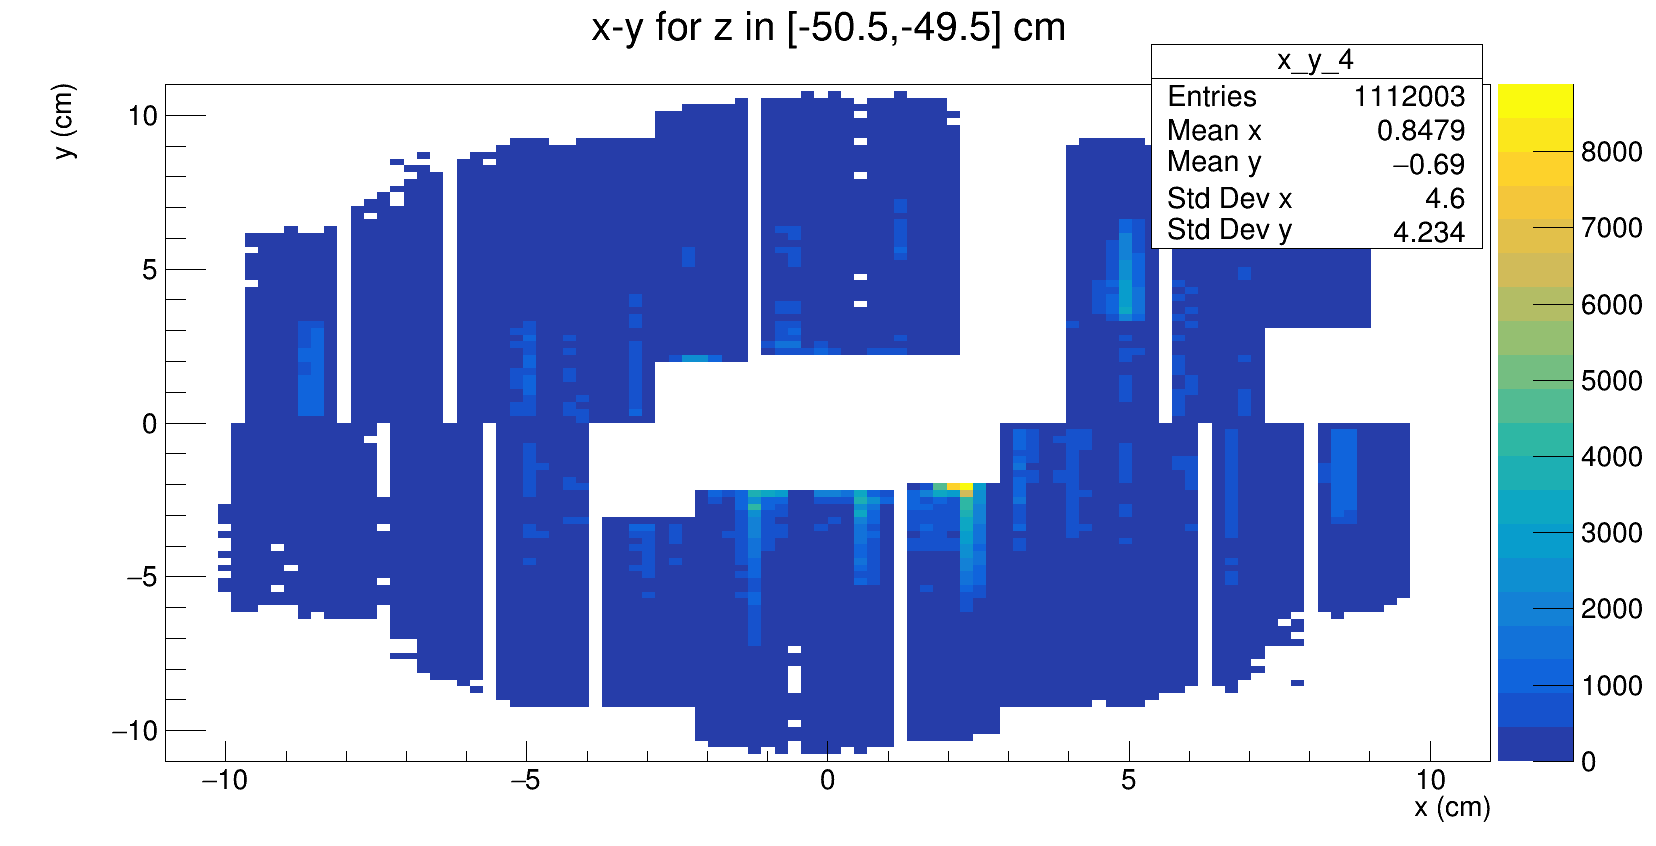 x-y for z in [-50.5,-49.5] cm
x_y_4
Entries 1112003
Mean x 0.8479
Mean y −0.69
Std Dev x 4.6
Std Dev y 4.234
y (cm)
10
5
0
−5
−10
−10 −5 0 5 10
x (cm)
8000
7000
6000
5000
4000
3000
2000
1000
0